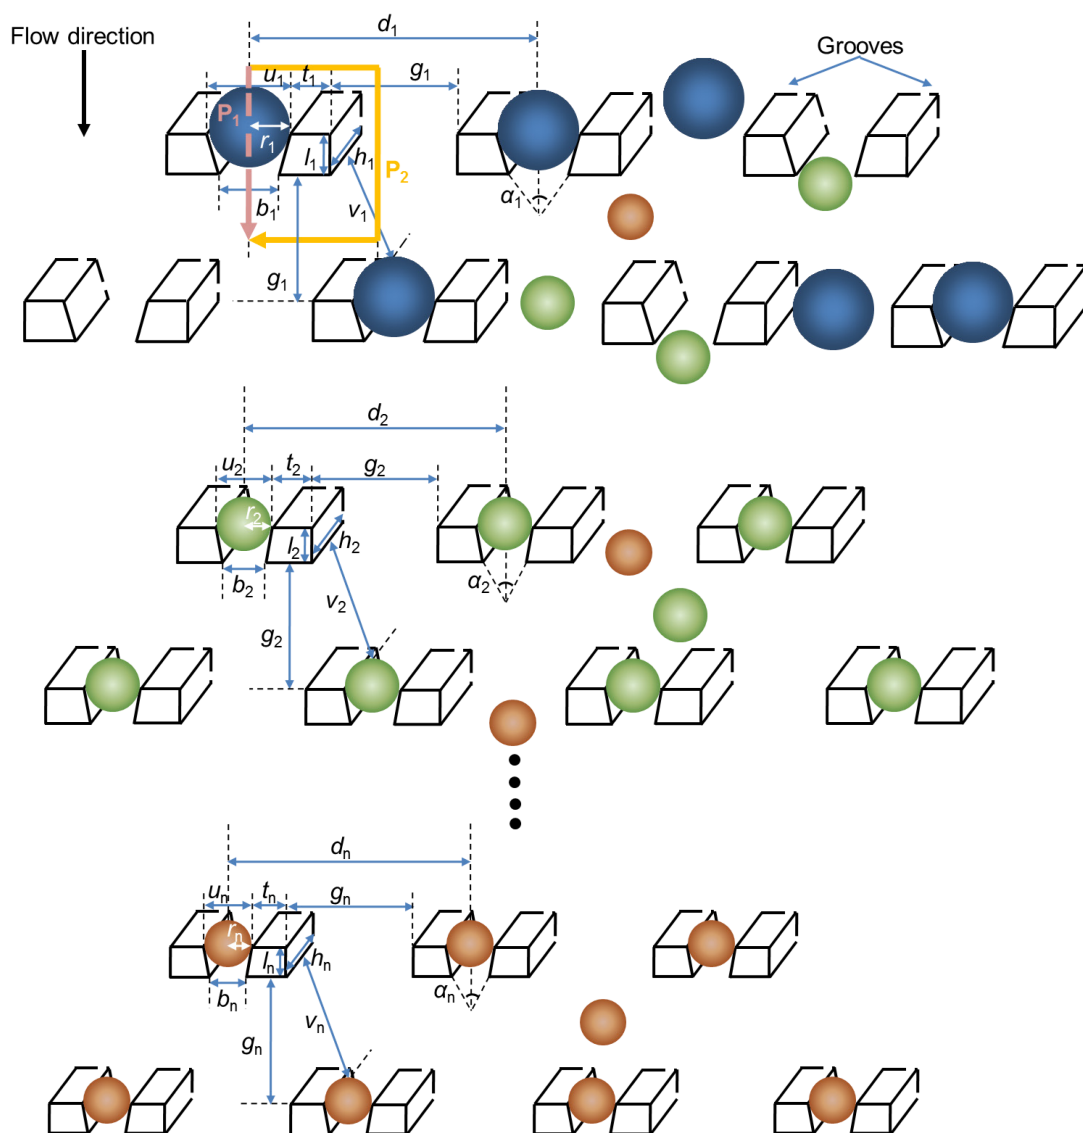 d₁
Flow direction
Grooves
u₁ t₁ g₁
P₁
r₁
l₁
h₁
P₂
b₁
v₁
α₁
g₁
d₂
u₂ t₂ g₂
r₂
l₂
h₂
b₂
v₂
α₂
g₂
dₙ
uₙ tₙ gₙ
rₙ
lₙ
hₙ
bₙ
vₙ
αₙ
gₙ